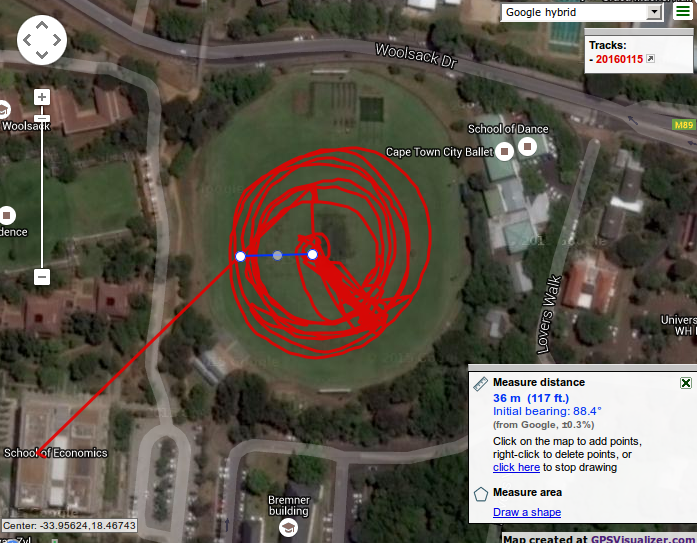 Google hybrid
Woolsack Dr
Tracks:
- 20160115
M89
Woolsack
School of Dance
Cape Town City Ballet
dence
Lovers Walk
Univers
WH
Measure distance
36 m (117 ft.)
Initial bearing: 88.4°
(from Google, ±0.3%)
Click on the map to add points,
right-click to delete points, or
click here to stop drawing
Measure area
Draw a shape
School of Economics
Bremner
building
Center: -33.95624,18.46743
Zyl
Map created at GPSVisualizer.com